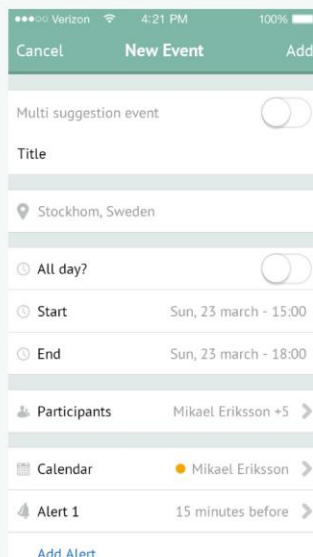 Verizon 4:21 PM 100%
Cancel New Event Add
Multi suggestion event
Title
Stockhom, Sweden
All day?
Start Sun, 23 march - 15:00
End Sun, 23 march - 18:00
Participants Mikael Eriksson +5
Calendar Mikael Eriksson
Alert 1 15 minutes before
Add Alert